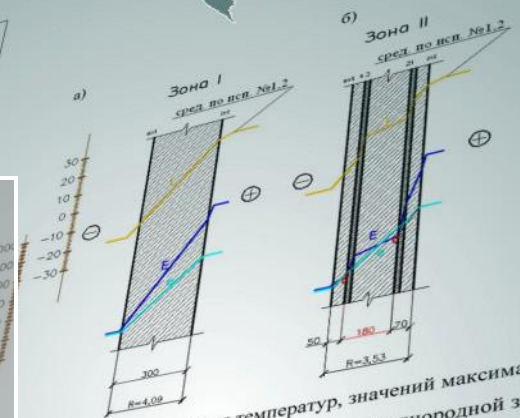 а)
Зона I
сред. по исп. №1.2
30
20
10
0
-10
-20
-30
t
E
300
R=4,09
б)
Зона II
сред. по исп. №1.2
E
50
180
70
R=3,53
температур, значений максима
нородной з